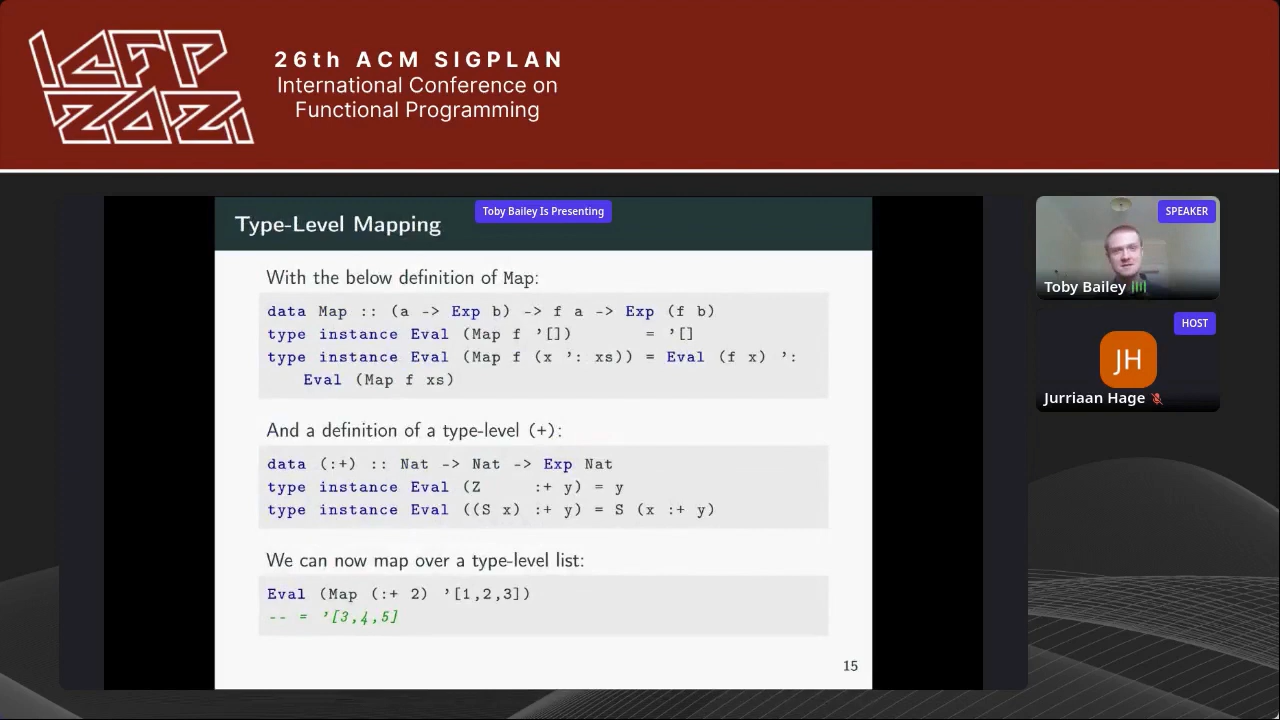 ICFP
2021
26th ACM SIGPLAN
International Conference on
Functional Programming
Type-Level Mapping
Toby Bailey Is Presenting
With the below definition of Map:
data Map :: (a -> Exp b) -> f a -> Exp (f b)
type instance Eval (Map f '[]) = '[]
type instance Eval (Map f (x ': xs)) = Eval (f x) ':
Eval (Map f xs)
And a definition of a type-level (+):
data (:+) :: Nat -> Nat -> Exp Nat
type instance Eval (Z :+ y) = y
type instance Eval ((S x) :+ y) = S (x :+ y)
We can now map over a type-level list:
Eval (Map (:+ 2) '[1,2,3])
-- = '[3,4,5]
15
SPEAKER
Toby Bailey
HOST
JH
Jurriaan Hage